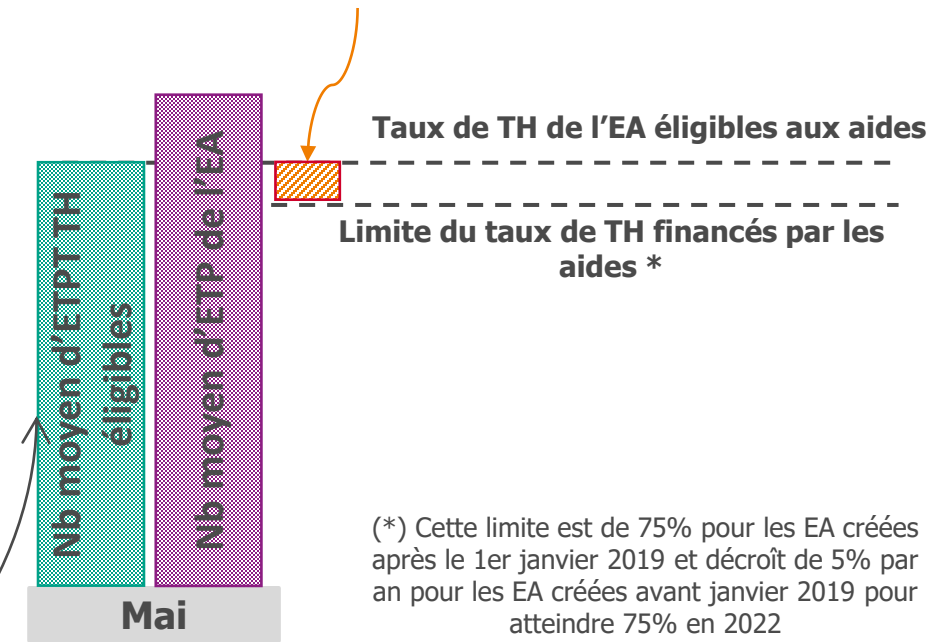 Taux de TH de l’EA éligibles aux aides
Limite du taux de TH financés par les
aides *
Nb moyen d’ETPT TH
éligibles
Nb moyen d’ETP de l’EA
(*) Cette limite est de 75% pour les EA créées
après le 1er janvier 2019 et décroît de 5% par
an pour les EA créées avant janvier 2019 pour
atteindre 75% en 2022
Mai